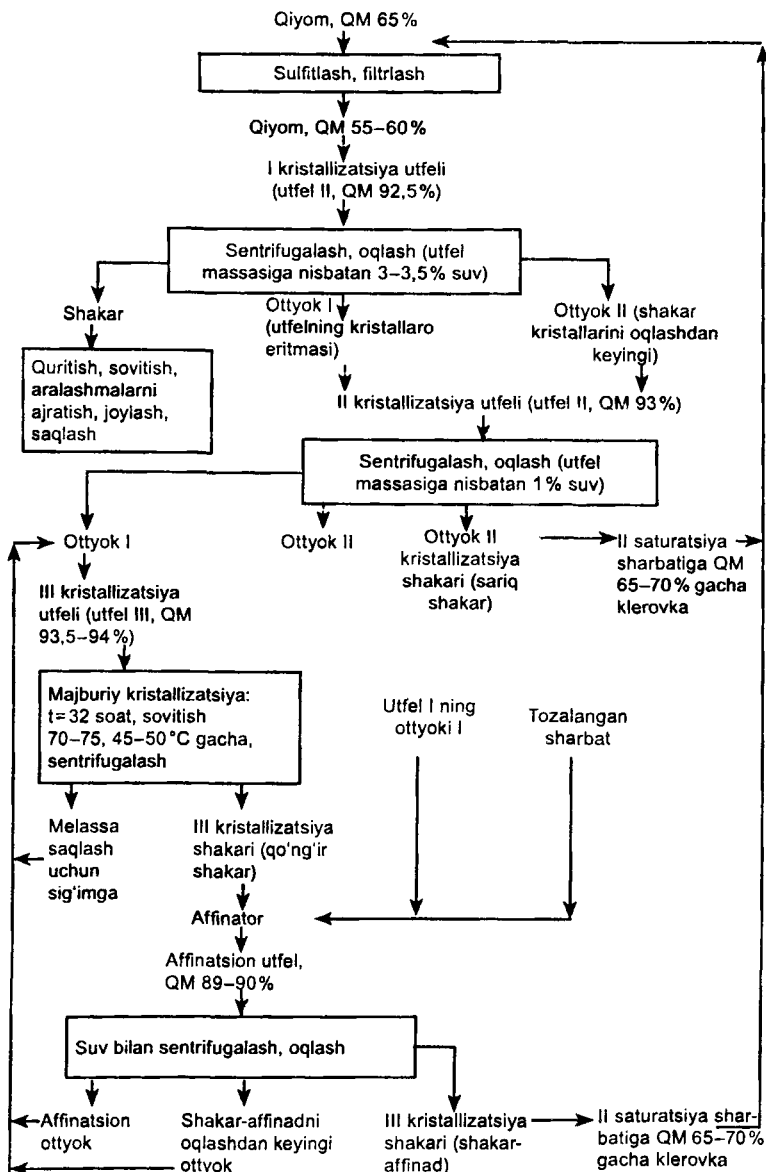 Qiyom, QM 65%
Sulfitlash, filtrlash
Qiyom, QM 55–60%
I kristallizatsiya utfeli
(utfel II, QM 92,5%)
Sentrifugalash, oqlash (utfel
massasiga nisbatan 3–3,5% suv)
Shakar
Quritish, sovitish,
aralashmalarni
ajratish, joylash,
saqlash
Ottyok I
(utfelning kristallaro
eritmasi)
Ottyok II (shakar
kristallarini oqlashdan
keyingi)
II kristallizatsiya utfeli (utfel II, QM 93%)
Sentrifugalash, oqlash (utfel
massasiga nisbatan 1% suv)
Ottyok I
Ottyok II
Ottyok II
kristallizatsiya
shakari (sariq
shakar)
II saturatsiya
sharbatiga QM
65–70% gacha
klerovka
III kristallizatsiya
utfeli (utfel III, QM
93,5–94%)
Majburiy kristallizatsiya:
t=32 soat, sovitish
70–75, 45–50°C gacha,
sentrifugalash
Utfel I ning
ottyoki I
Tozalangan
sharbat
Melassa
saqlash
uchun
sig‘imga
III kristallizatsiya
shakari (qo‘ng‘ir
shakar)
Affinator
Affinatsion utfel,
QM 89–90%
Suv bilan sentrifugalash, oqlash
Affinatsion
ottyok
Shakar-affinadni
oqlashdan keyingi
ottyok
III kristallizatsiya
shakari (shakar-
affinad)
II saturatsiya shar-
batiga QM 65–70%
gacha klerovka